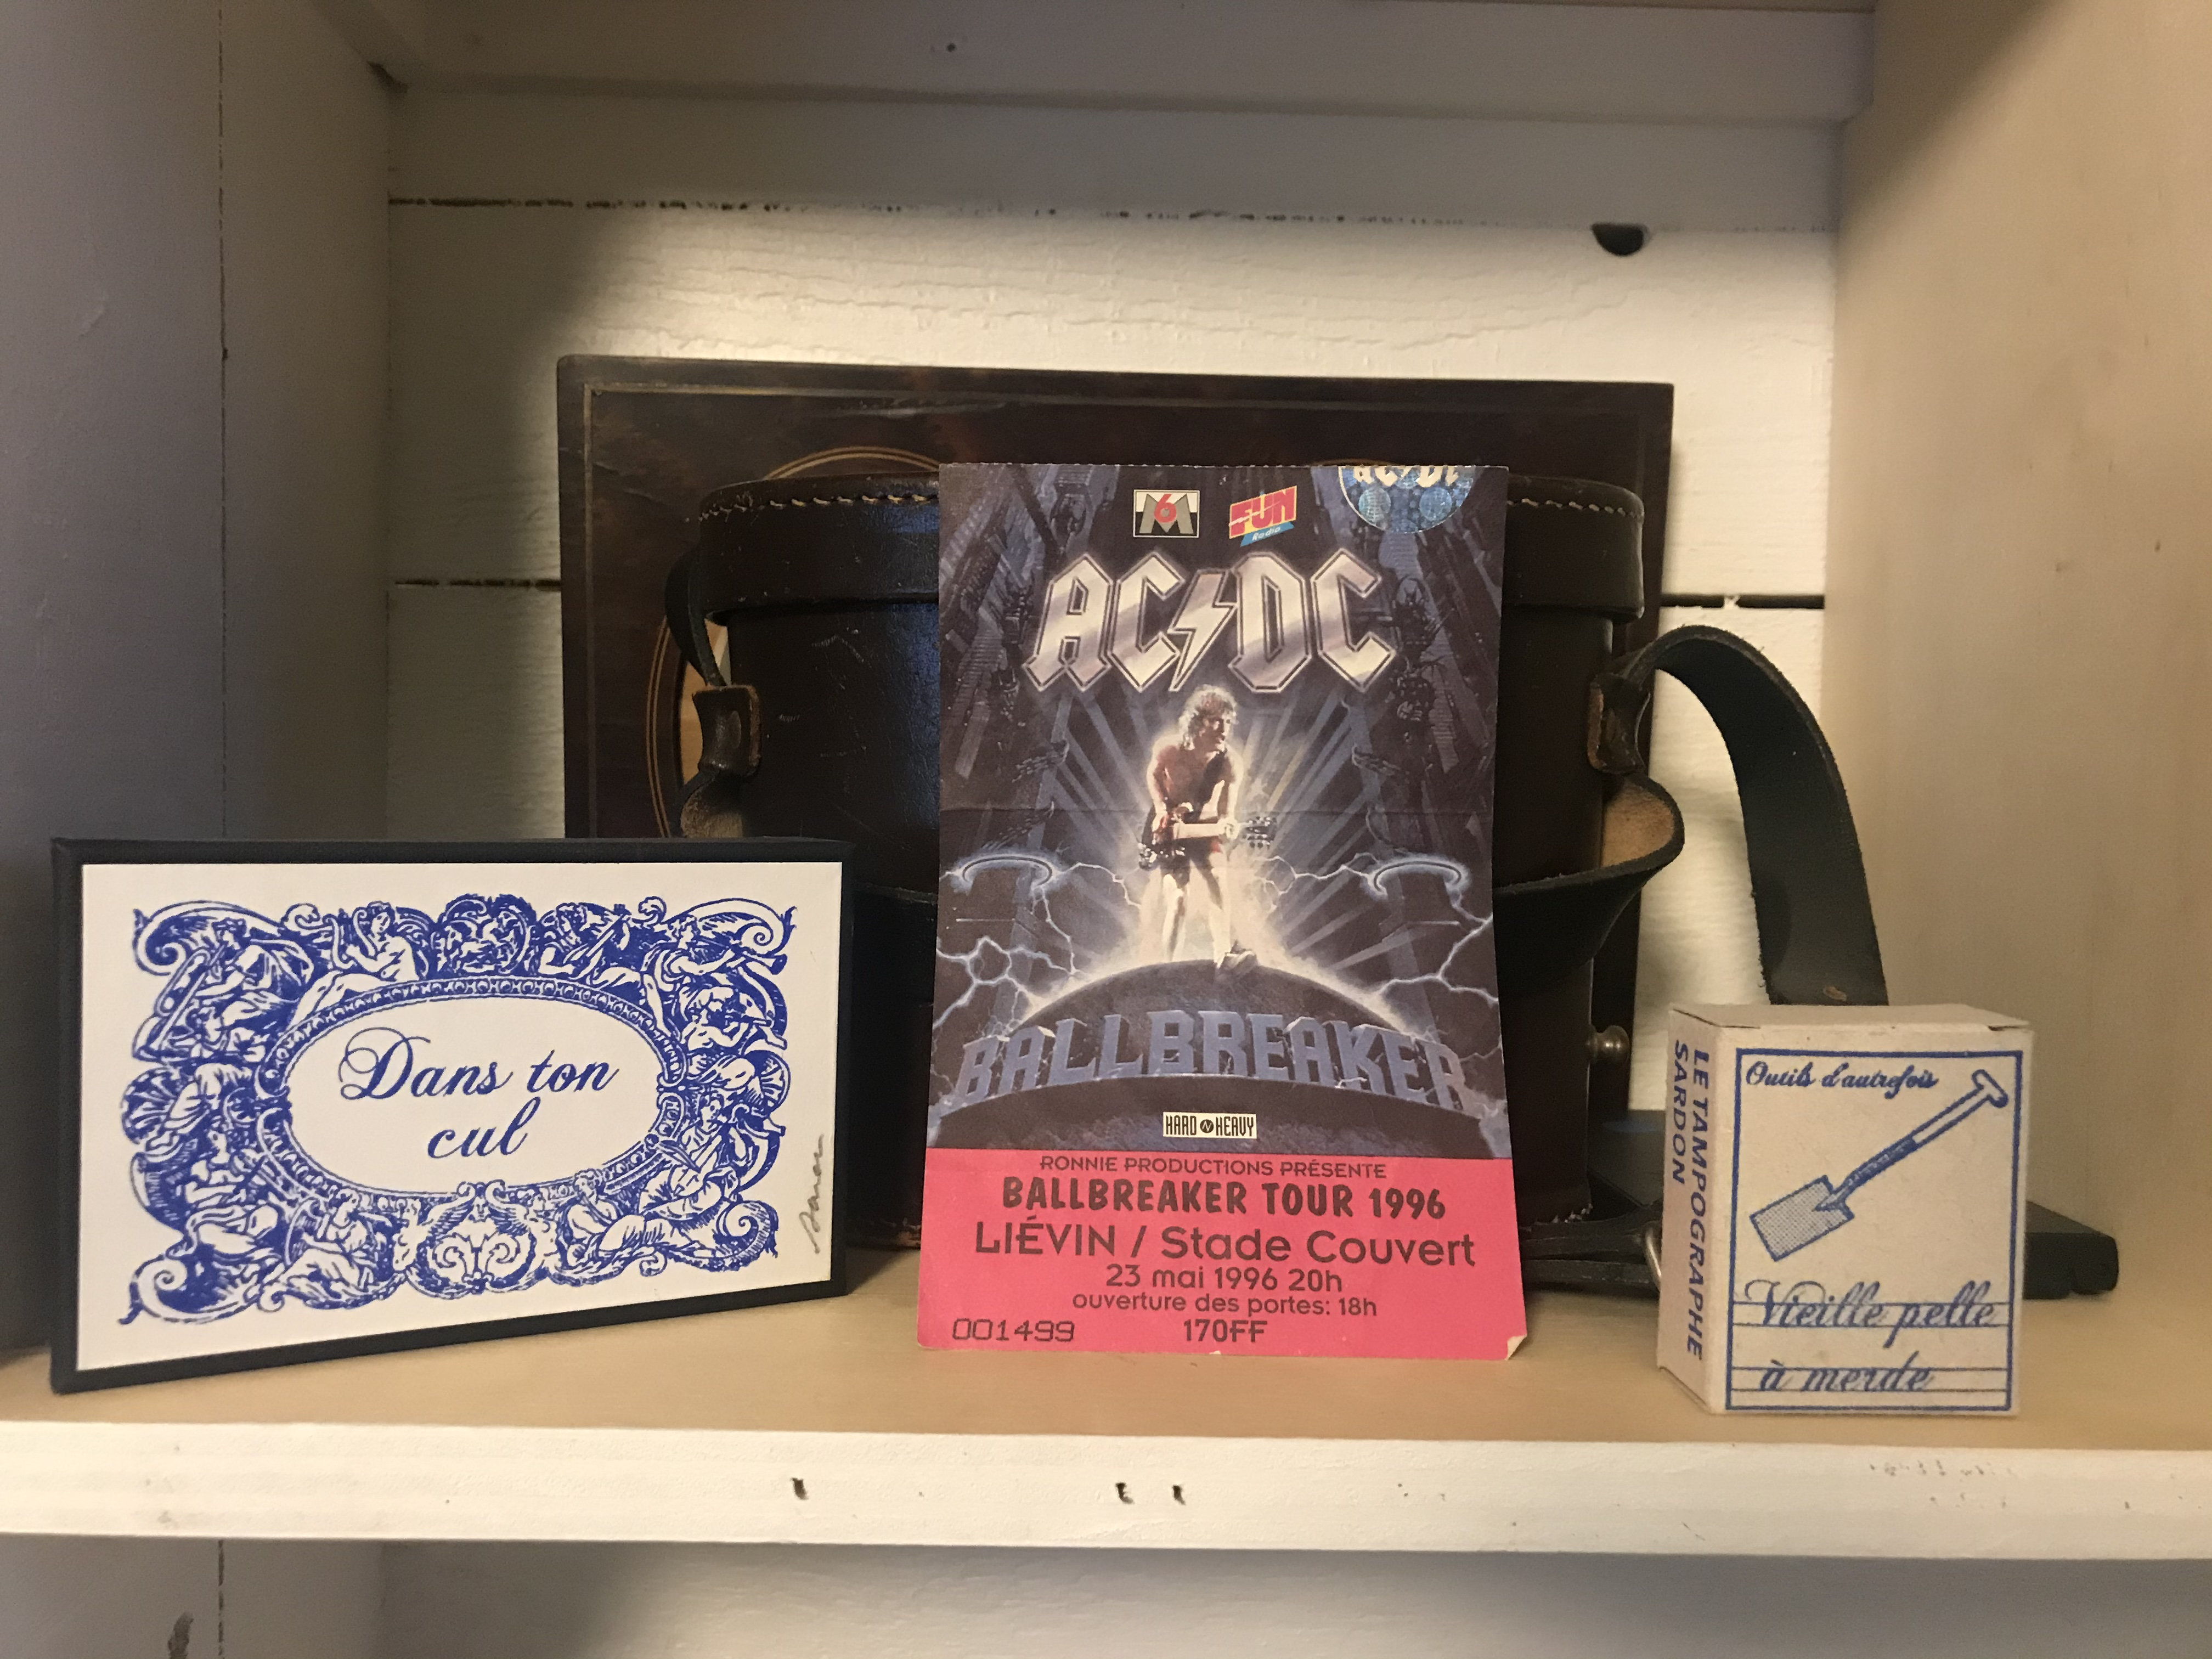 Dans ton
cul
M6
FUN
Radio
AC/DC
AC⚡DC
BALLBREAKER
HARD N HEAVY
RONNIE PRODUCTIONS PRÉSENTE
BALLBREAKER TOUR 1996
LIÉVIN / Stade Couvert
23 mai 1996 20h
ouverture des portes: 18h
001499
170FF
LE TAMPOGRAPHE
SARDON
Outils d'autrefois
Vieille pelle
à merde